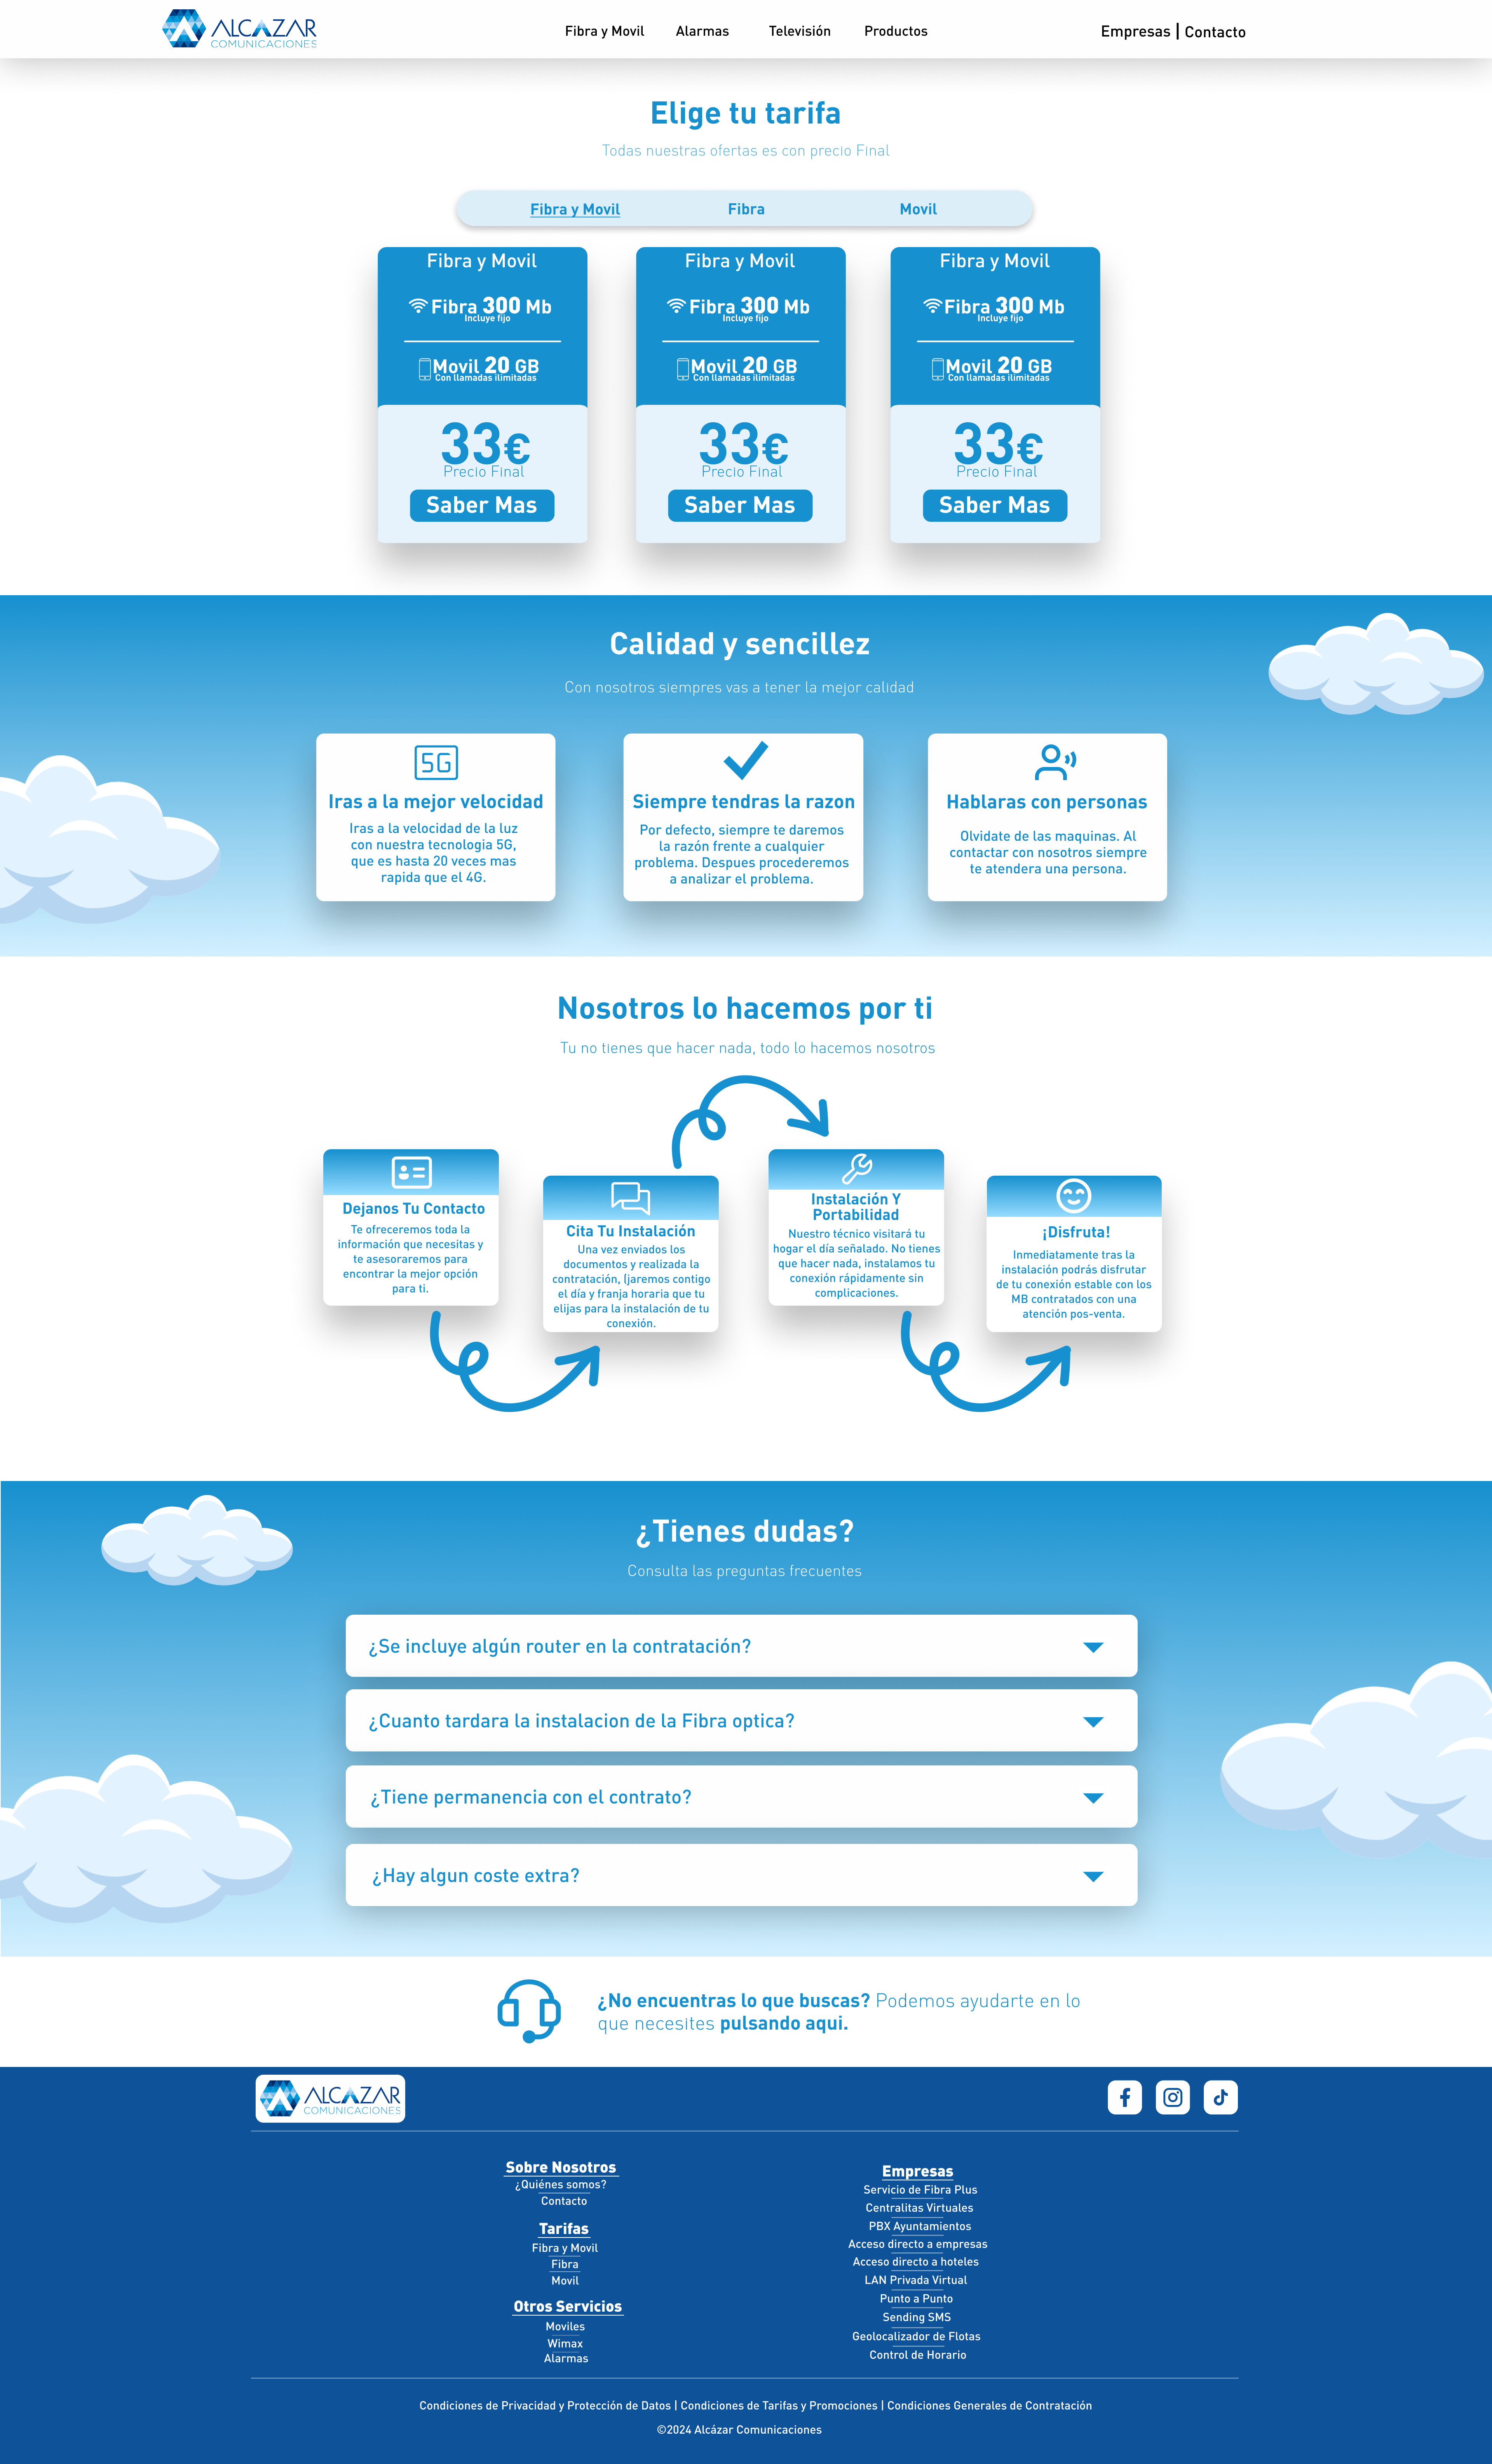 ALCAZAR
COMUNICACIONES
Fibra y Movil
Alarmas
Televisión
Productos
Empresas | Contacto
Elige tu tarifa
Todas nuestras ofertas es con precio Final
Fibra y Movil
Fibra
Movil
Fibra y Movil
Fibra 300 Mb
Incluye fijo
Movil 20 GB
Con llamadas ilimitadas
33€
Precio Final
Saber Mas
Fibra y Movil
Fibra 300 Mb
Incluye fijo
Movil 20 GB
Con llamadas ilimitadas
33€
Precio Final
Saber Mas
Fibra y Movil
Fibra 300 Mb
Incluye fijo
Movil 20 GB
Con llamadas ilimitadas
33€
Precio Final
Saber Mas
Calidad y sencillez
Con nosotros siempres vas a tener la mejor calidad
5G
Iras a la mejor velocidad
Iras a la velocidad de la luz
con nuestra tecnologia 5G,
que es hasta 20 veces mas
rapida que el 4G.
Siempre tendras la razon
Por defecto, siempre te daremos
la razón frente a cualquier
problema. Despues procederemos
a analizar el problema.
Hablaras con personas
Olvidate de las maquinas. Al
contactar con nosotros siempre
te atendera una persona.
Nosotros lo hacemos por ti
Tu no tienes que hacer nada, todo lo hacemos nosotros
Dejanos Tu Contacto
Te ofreceremos toda la
información que necesitas y
te asesoraremos para
encontrar la mejor opción
para ti.
Cita Tu Instalación
Una vez enviados los
documentos y realizada la
contratación, (jaremos contigo
el día y franja horaria que tu
elijas para la instalación de tu
conexión.
Instalación Y
Portabilidad
Nuestro técnico visitará tu
hogar el día señalado. No tienes
que hacer nada, instalamos tu
conexión rápidamente sin
complicaciones.
¡Disfruta!
Inmediatamente tras la
instalación podrás disfrutar
de tu conexión estable con los
MB contratados con una
atención pos-venta.
¿Tienes dudas?
Consulta las preguntas frecuentes
¿Se incluye algún router en la contratación?
¿Cuanto tardara la instalacion de la Fibra optica?
¿Tiene permanencia con el contrato?
¿Hay algun coste extra?
¿No encuentras lo que buscas? Podemos ayudarte en lo
que necesites pulsando aqui.
ALCAZAR
COMUNICACIONES
Sobre Nosotros
¿Quiénes somos?
Contacto
Tarifas
Fibra y Movil
Fibra
Movil
Otros Servicios
Moviles
Wimax
Alarmas
Empresas
Servicio de Fibra Plus
Centralitas Virtuales
PBX Ayuntamientos
Acceso directo a empresas
Acceso directo a hoteles
LAN Privada Virtual
Punto a Punto
Sending SMS
Geolocalizador de Flotas
Control de Horario
Condiciones de Privacidad y Protección de Datos | Condiciones de Tarifas y Promociones | Condiciones Generales de Contratación
©2024 Alcázar Comunicaciones